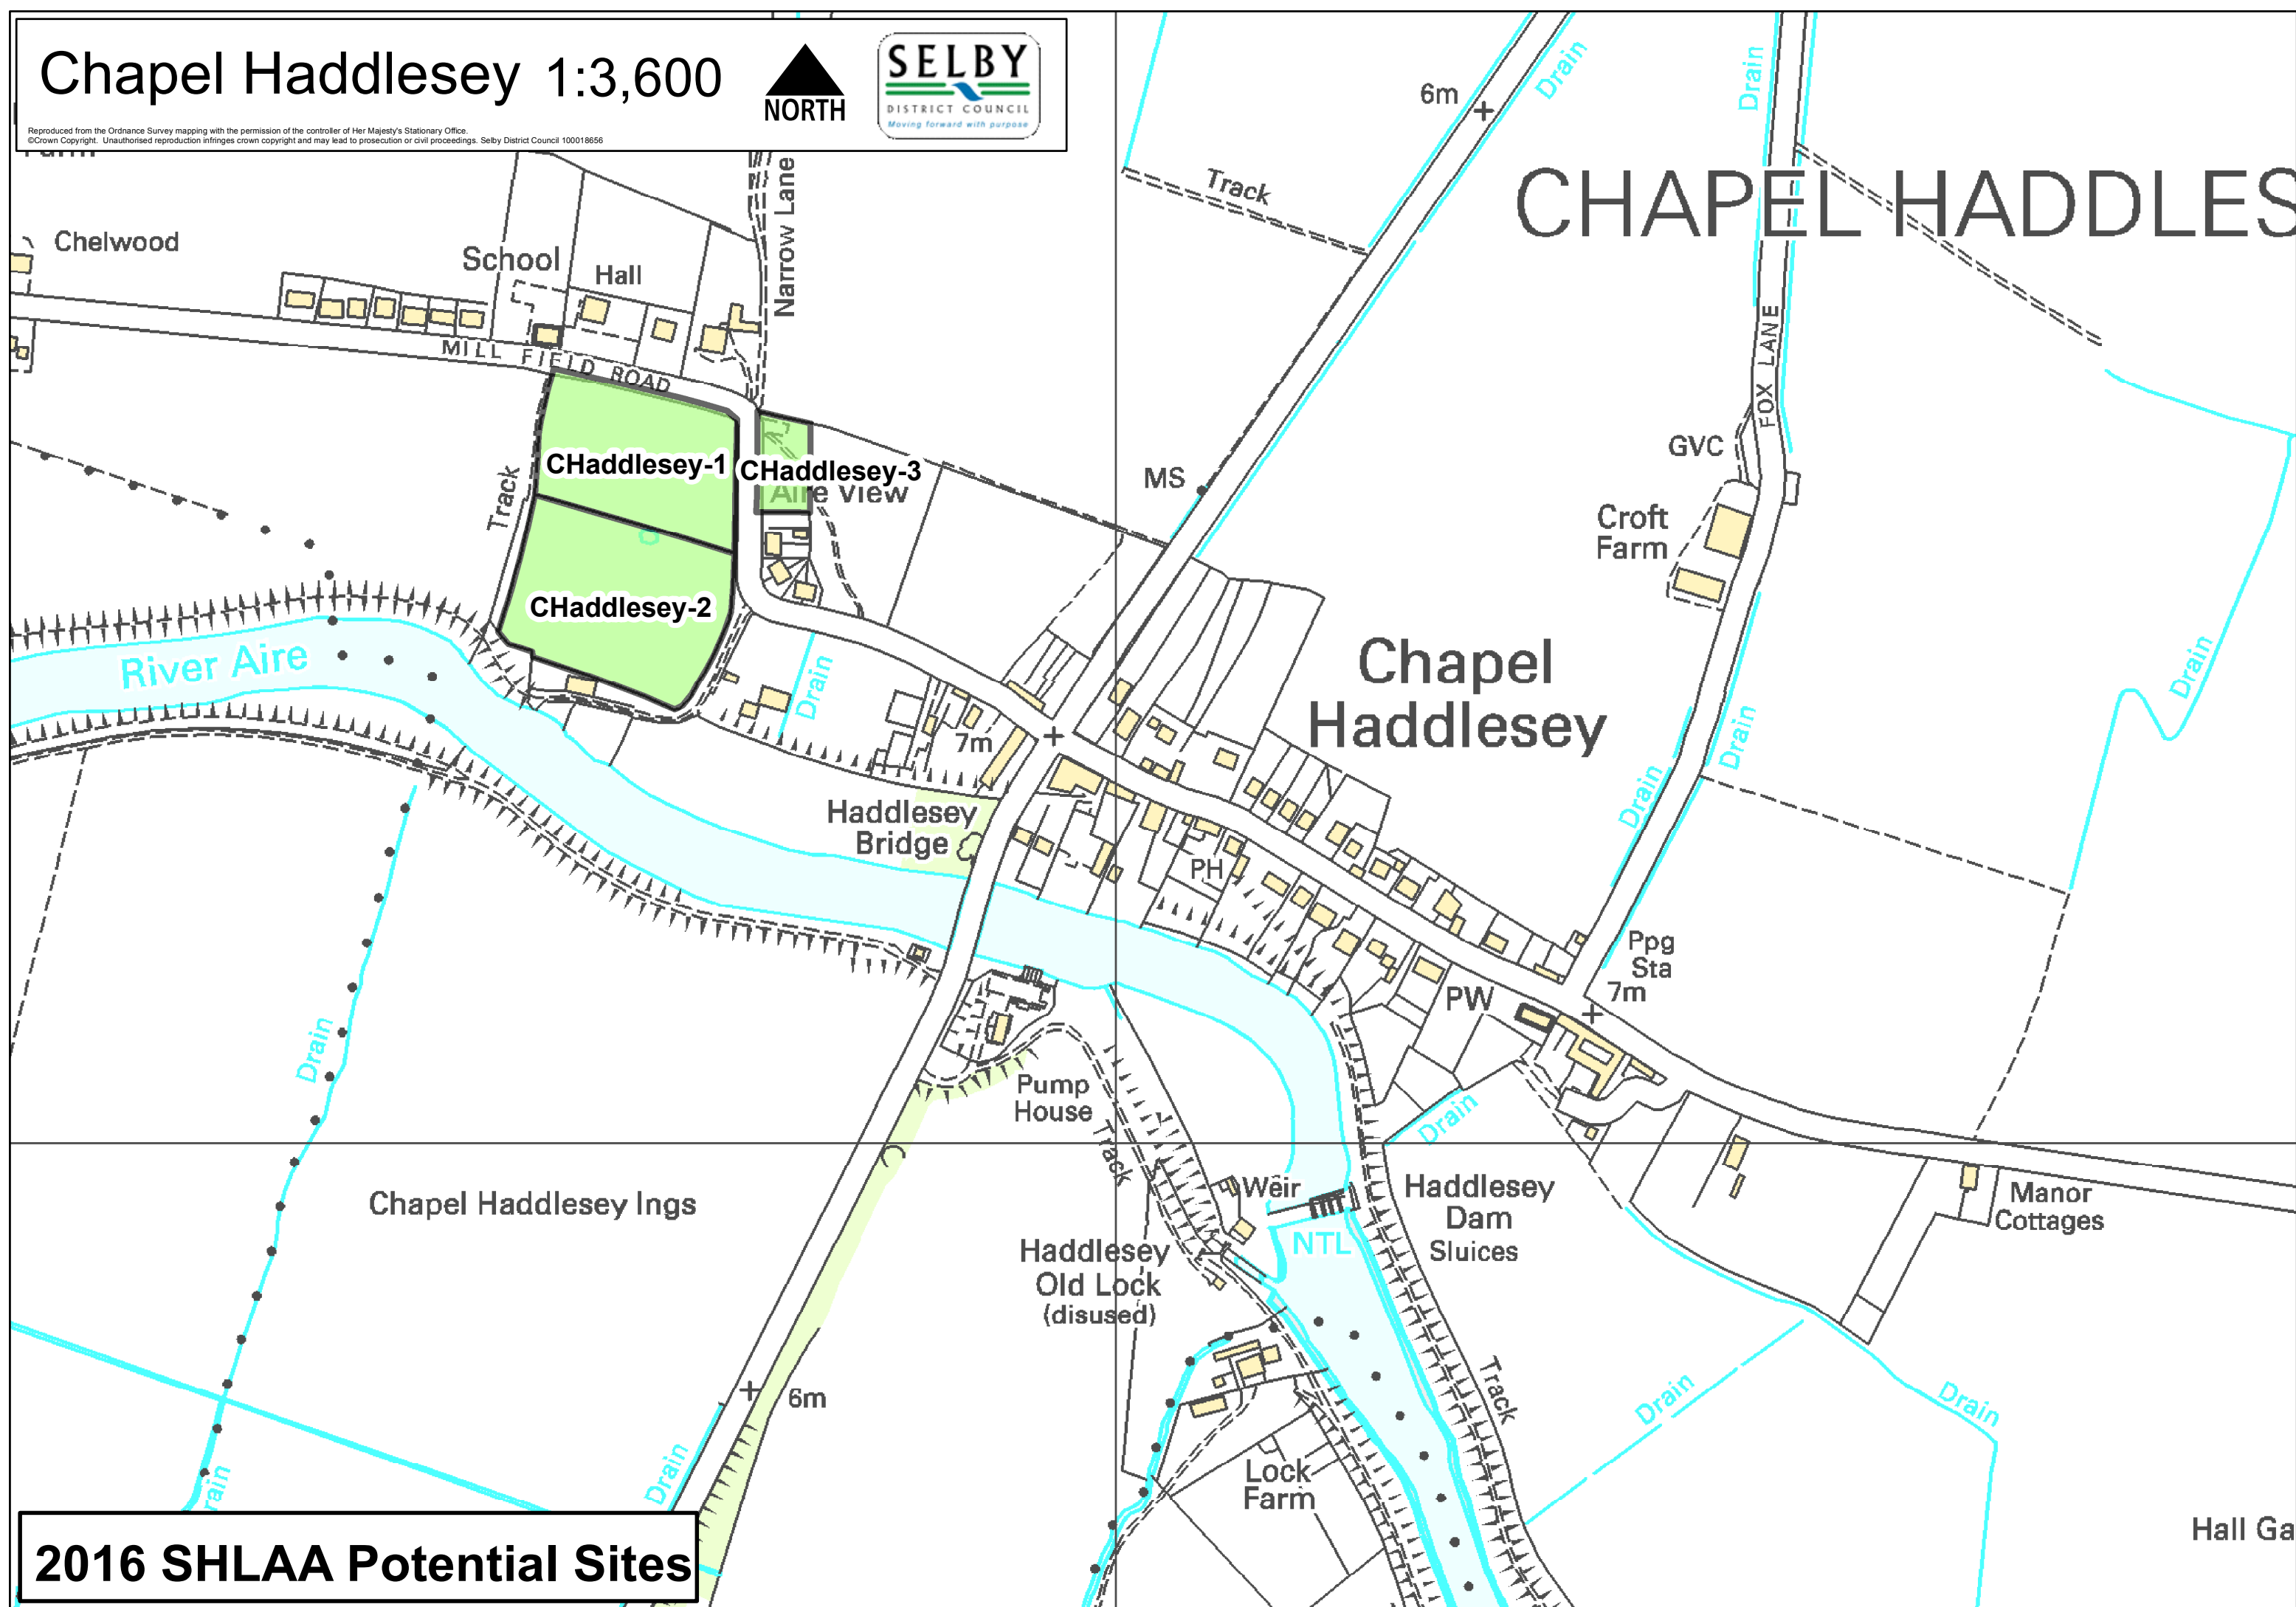 Chapel Haddlesey 1:3,600
NORTH
SELBY
DISTRICT COUNCIL
Moving forward with purpose
Reproduced from the Ordnance Survey mapping with the permission of the controller of Her Majesty's Stationary Office.
©Crown Copyright. Unauthorised reproduction infringes crown copyright and may lead to prosecution or civil proceedings. Selby District Council 100018656
6m
Drain
Drain
Track
CHAPEL HADDLES
Narrow Lane
Chelwood
School
Hall
MILL FIELD ROAD
FOX LANE
GVC
CHaddlesey-1
CHaddlesey-3
Aire View
MS
Track
Croft
Farm
CHaddlesey-2
River Aire
Drain
Chapel
Haddlesey
Drain
Drain
Drain
7m
Haddlesey
Bridge
PH
Ppg
Sta
7m
PW
Drain
Pump
House
Track
Drain
Chapel Haddlesey Ings
Weir
Haddlesey
Dam
Sluices
NTL
Manor
Cottages
Haddlesey
Old Lock
(disused)
6m
Track
Drain
Drain
Drain
rain
Lock
Farm
Hall Ga
2016 SHLAA Potential Sites